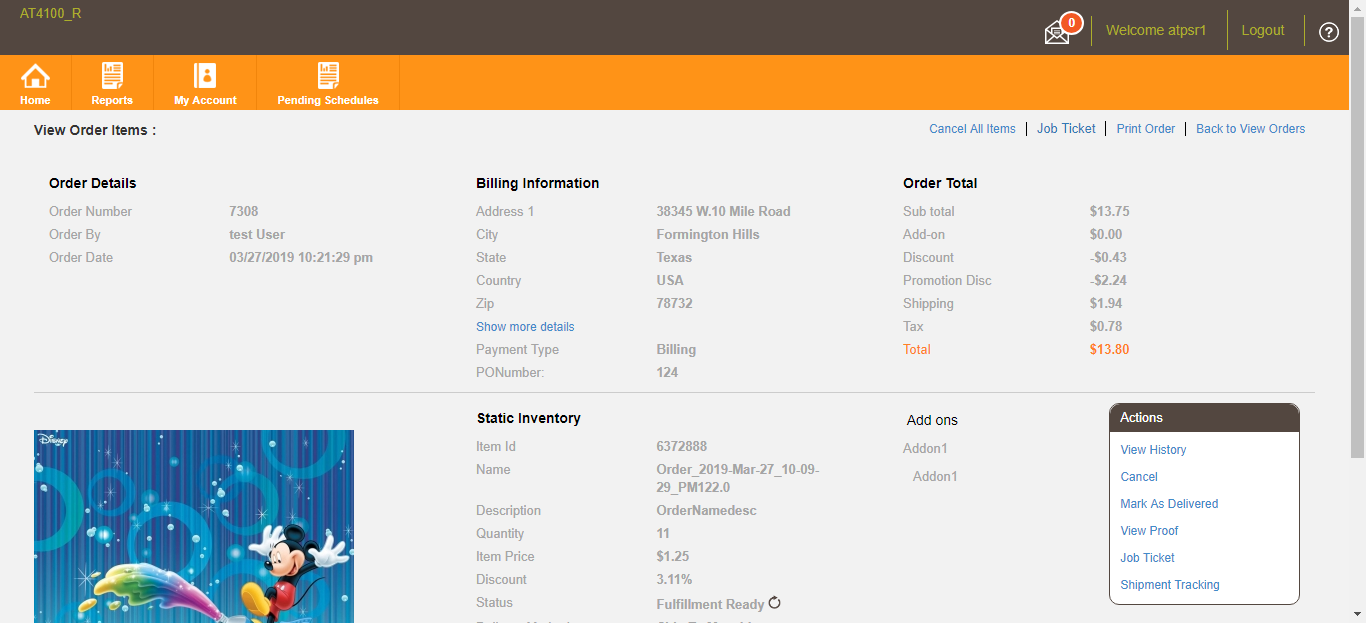 AT4100_R
0
Welcome atpsr1
Logout
?
Home
Reports
My Account
Pending Schedules
View Order Items :
Cancel All Items
Job Ticket
Print Order
Back to View Orders
Order Details
Order Number 7308
Order By test User
Order Date 03/27/2019 10:21:29 pm
Billing Information
Address 1 38345 W.10 Mile Road
City Formington Hills
State Texas
Country USA
Zip 78732
Show more details
Payment Type Billing
PONumber: 124
Order Total
Sub total $13.75
Add-on $0.00
Discount -$0.43
Promotion Disc -$2.24
Shipping $1.94
Tax $0.78
Total $13.80
Disney
Static Inventory
Item Id 6372888
Name Order_2019-Mar-27_10-09-
29_PM122.0
Description OrderNamedesc
Quantity 11
Item Price $1.25
Discount 3.11%
Status Fulfillment Ready
Add ons
Addon1
Addon1
Actions
View History
Cancel
Mark As Delivered
View Proof
Job Ticket
Shipment Tracking